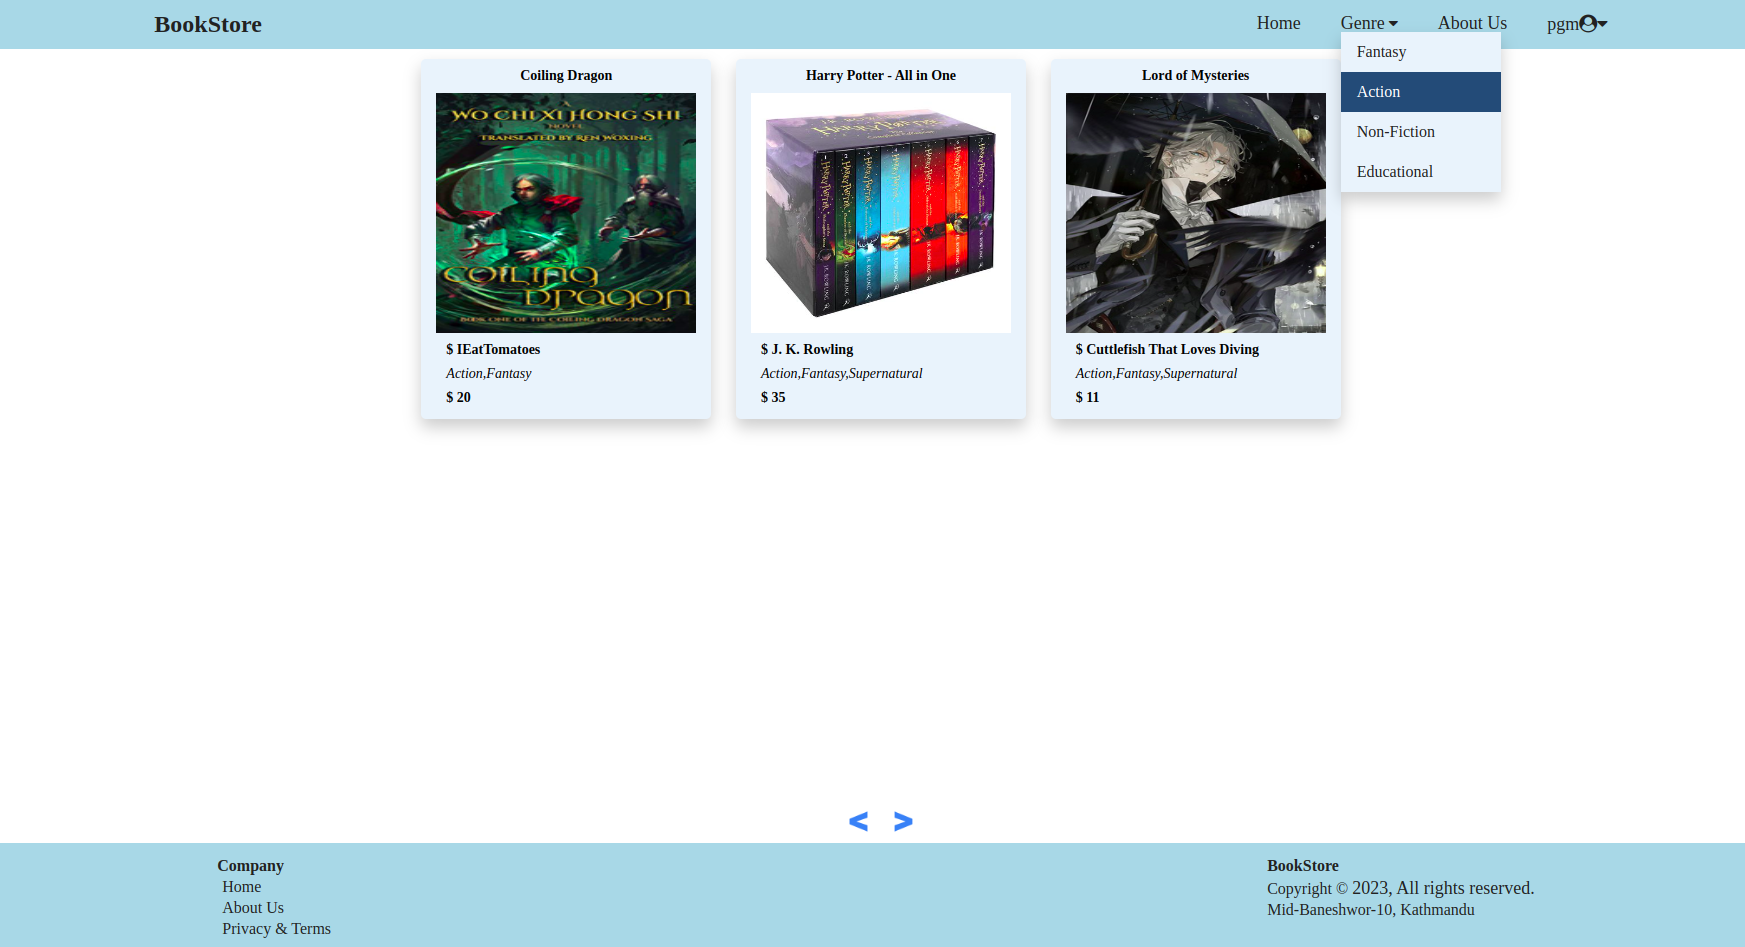 BookStore
Home
Genre
About Us
pgm
Fantasy
Action
Non-Fiction
Educational
Coiling Dragon
WO CHI XI HONG SHI
NOVEL
TRANSLATED BY REN WOXING
COILING
DRAGON
BOOK ONE OF THE COILING DRAGON SAGA
$ IEatTomatoes
Action,Fantasy
$ 20
Harry Potter - All in One
HARRY POTTER
$ J. K. Rowling
Action,Fantasy,Supernatural
$ 35
Lord of Mysteries
$ Cuttlefish That Loves Diving
Action,Fantasy,Supernatural
$ 11
< >
Company
Home
About Us
Privacy & Terms
BookStore
Copyright © 2023, All rights reserved.
Mid-Baneshwor-10, Kathmandu